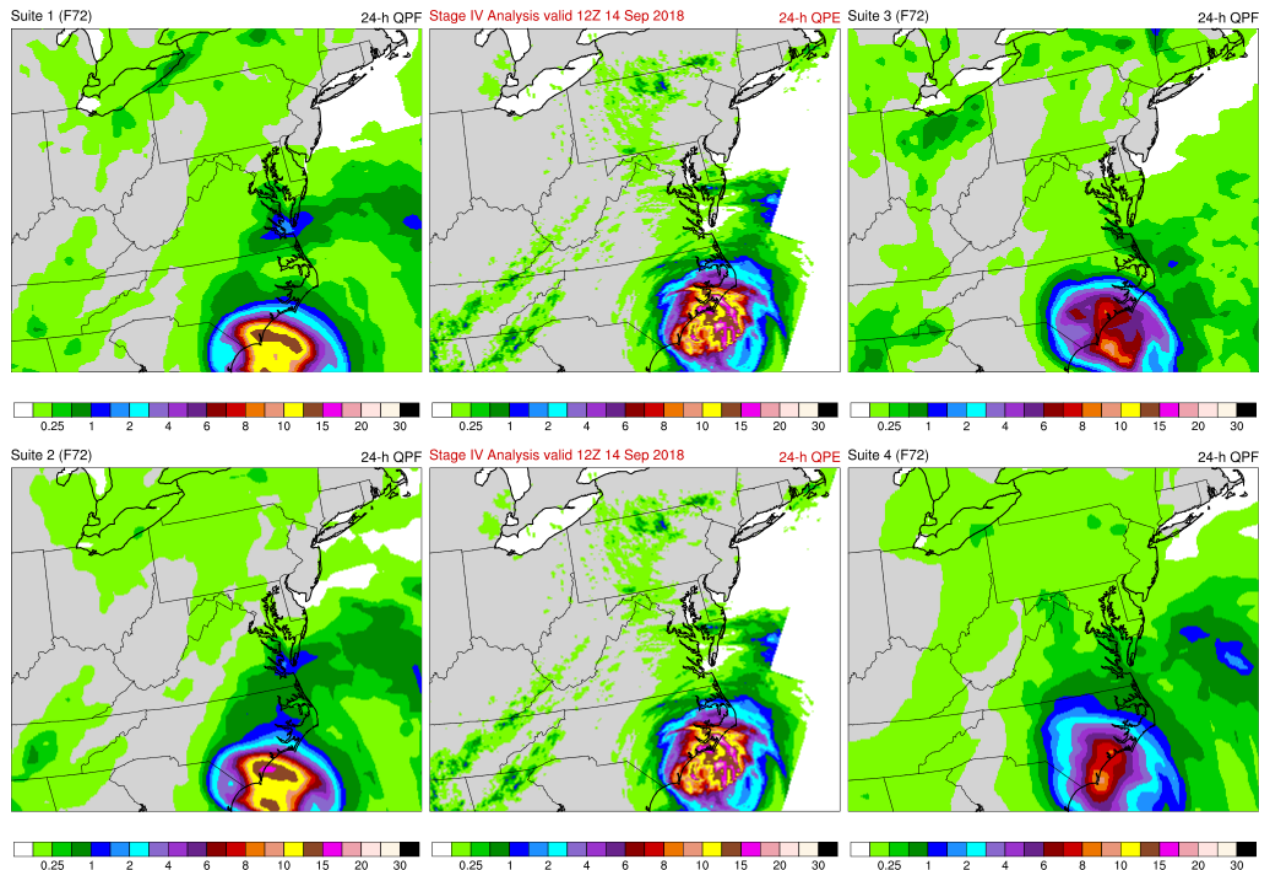 Suite 1 (F72) 24-h QPF
Stage IV Analysis valid 12Z 14 Sep 2018 24-h QPE
Suite 3 (F72) 24-h QPF
0.25 1 2 4 6 8 10 15 20 30
0.25 1 2 4 6 8 10 15 20 30
0.25 1 2 4 6 8 10 15 20 30
Suite 2 (F72) 24-h QPF
Stage IV Analysis valid 12Z 14 Sep 2018 24-h QPE
Suite 4 (F72) 24-h QPF
0.25 1 2 4 6 8 10 15 20 30
0.25 1 2 4 6 8 10 15 20 30
0.25 1 2 4 6 8 10 15 20 30